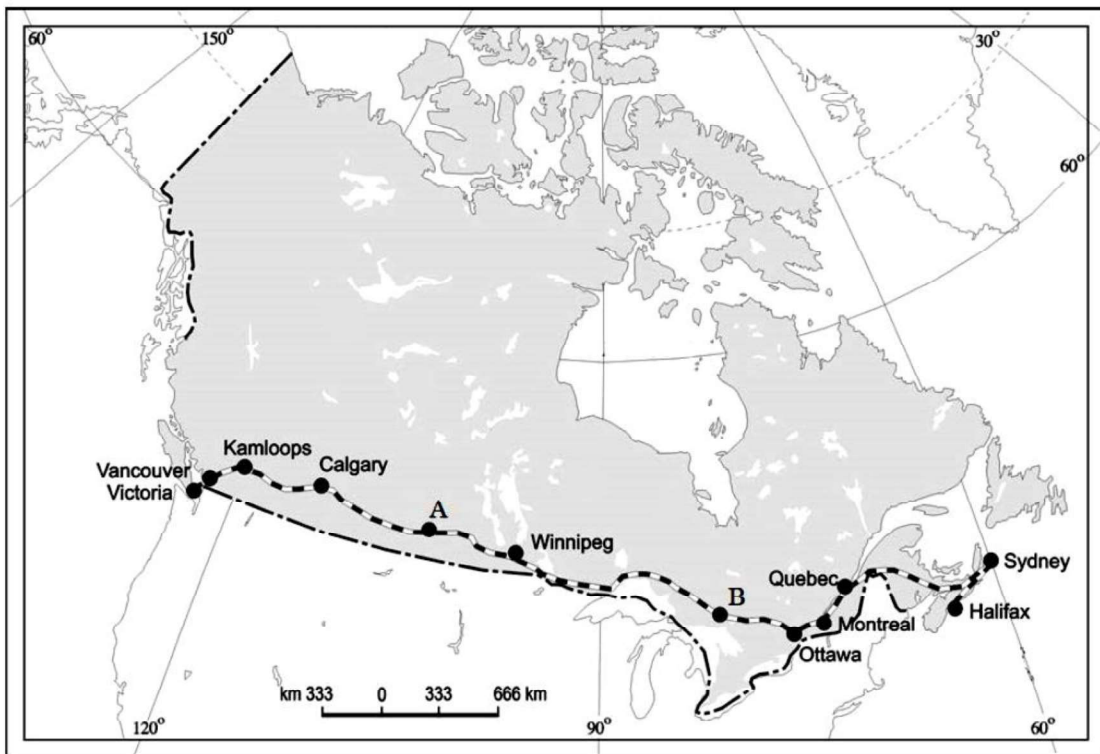 60°
150°
30°
60°
Kamloops
Vancouver
Calgary
Victoria
A
Winnipeg
Sydney
Quebec
B
Halifax
Montreal
Ottawa
km 333 0 333 666 km
120°
90°
60°